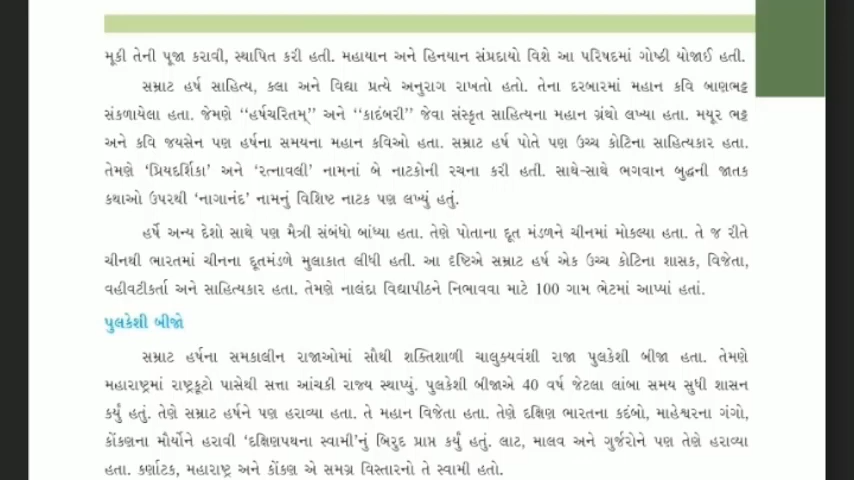 મૂકી તેની પૂજા કરાવી, સ્થાપિત કરી હતી. મહાયાન અને હિનયાન સંપ્રદાયો વિશે આ પરિષદમાં ગોષ્ઠી યોજાઈ હતી.
સમ્રાટ હર્ષ સાહિત્ય, કલા અને વિદ્યા પ્રત્યે અનુરાગ રાખતો હતો. તેના દરબારમાં મહાન કવિ બાણભટ્ટ
સંકળાયેલા હતા. જેમણે ‘‘હર્ષચરિતમ્’’ અને ‘‘કાદંબરી’’ જેવા સંસ્કૃત સાહિત્યના મહાન ગ્રંથો લખ્યા હતા. મયૂર ભટ્ટ
અને કવિ જયસેન પણ હર્ષના સમયના મહાન કવિઓ હતા. સમ્રાટ હર્ષ પોતે પણ ઉચ્ચ કોટિના સાહિત્યકાર હતા.
તેમણે ‘પ્રિયદર્શિકા’ અને ‘રત્નાવલી’ નામનાં બે નાટકોની રચના કરી હતી. સાથે-સાથે ભગવાન બુદ્ધની જાતક
કથાઓ ઉપરથી ‘નાગાનંદ’ નામનું વિશિષ્ટ નાટક પણ લખ્યું હતું.
હર્ષે અન્ય દેશો સાથે પણ મૈત્રી સંબંધો બાંધ્યા હતા. તેણે પોતાના દૂત મંડળને ચીનમાં મોકલ્યા હતા. તે જ રીતે
ચીનથી ભારતમાં ચીનના દૂતમંડળે મુલાકાત લીધી હતી. આ દૃષ્ટિએ સમ્રાટ હર્ષ એક ઉચ્ચ કોટિના શાસક, વિજેતા,
વહીવટીકર્તા અને સાહિત્યકાર હતા. તેમણે નાલંદા વિદ્યાપીઠને નિભાવવા માટે 100 ગામ ભેટમાં આપ્યાં હતાં.
પુલકેશી બીજો
સમ્રાટ હર્ષના સમકાલીન રાજાઓમાં સૌથી શક્તિશાળી ચાલુક્યવંશી રાજા પુલકેશી બીજા હતા. તેમણે
મહારાષ્ટ્રમાં રાષ્ટ્રકૂટો પાસેથી સત્તા આંચકી રાજ્ય સ્થાપ્યું. પુલકેશી બીજાએ 40 વર્ષ જેટલા લાંબા સમય સુધી શાસન
કર્યું હતું. તેણે સમ્રાટ હર્ષને પણ હરાવ્યા હતા. તે મહાન વિજેતા હતા. તેણે દક્ષિણ ભારતના કદંબો, માહેશ્વરના ગંગો,
કોંકણના મૌર્યોને હરાવી ‘દક્ષિણપથના સ્વામી’નું બિરુદ પ્રાપ્ત કર્યું હતું. લાટ, માલવ અને ગુર્જરોને પણ તેણે હરાવ્યા
હતા. કર્ણાટક, મહારાષ્ટ્ર અને કોંકણ એ સમગ્ર વિસ્તારનો તે સ્વામી હતો.